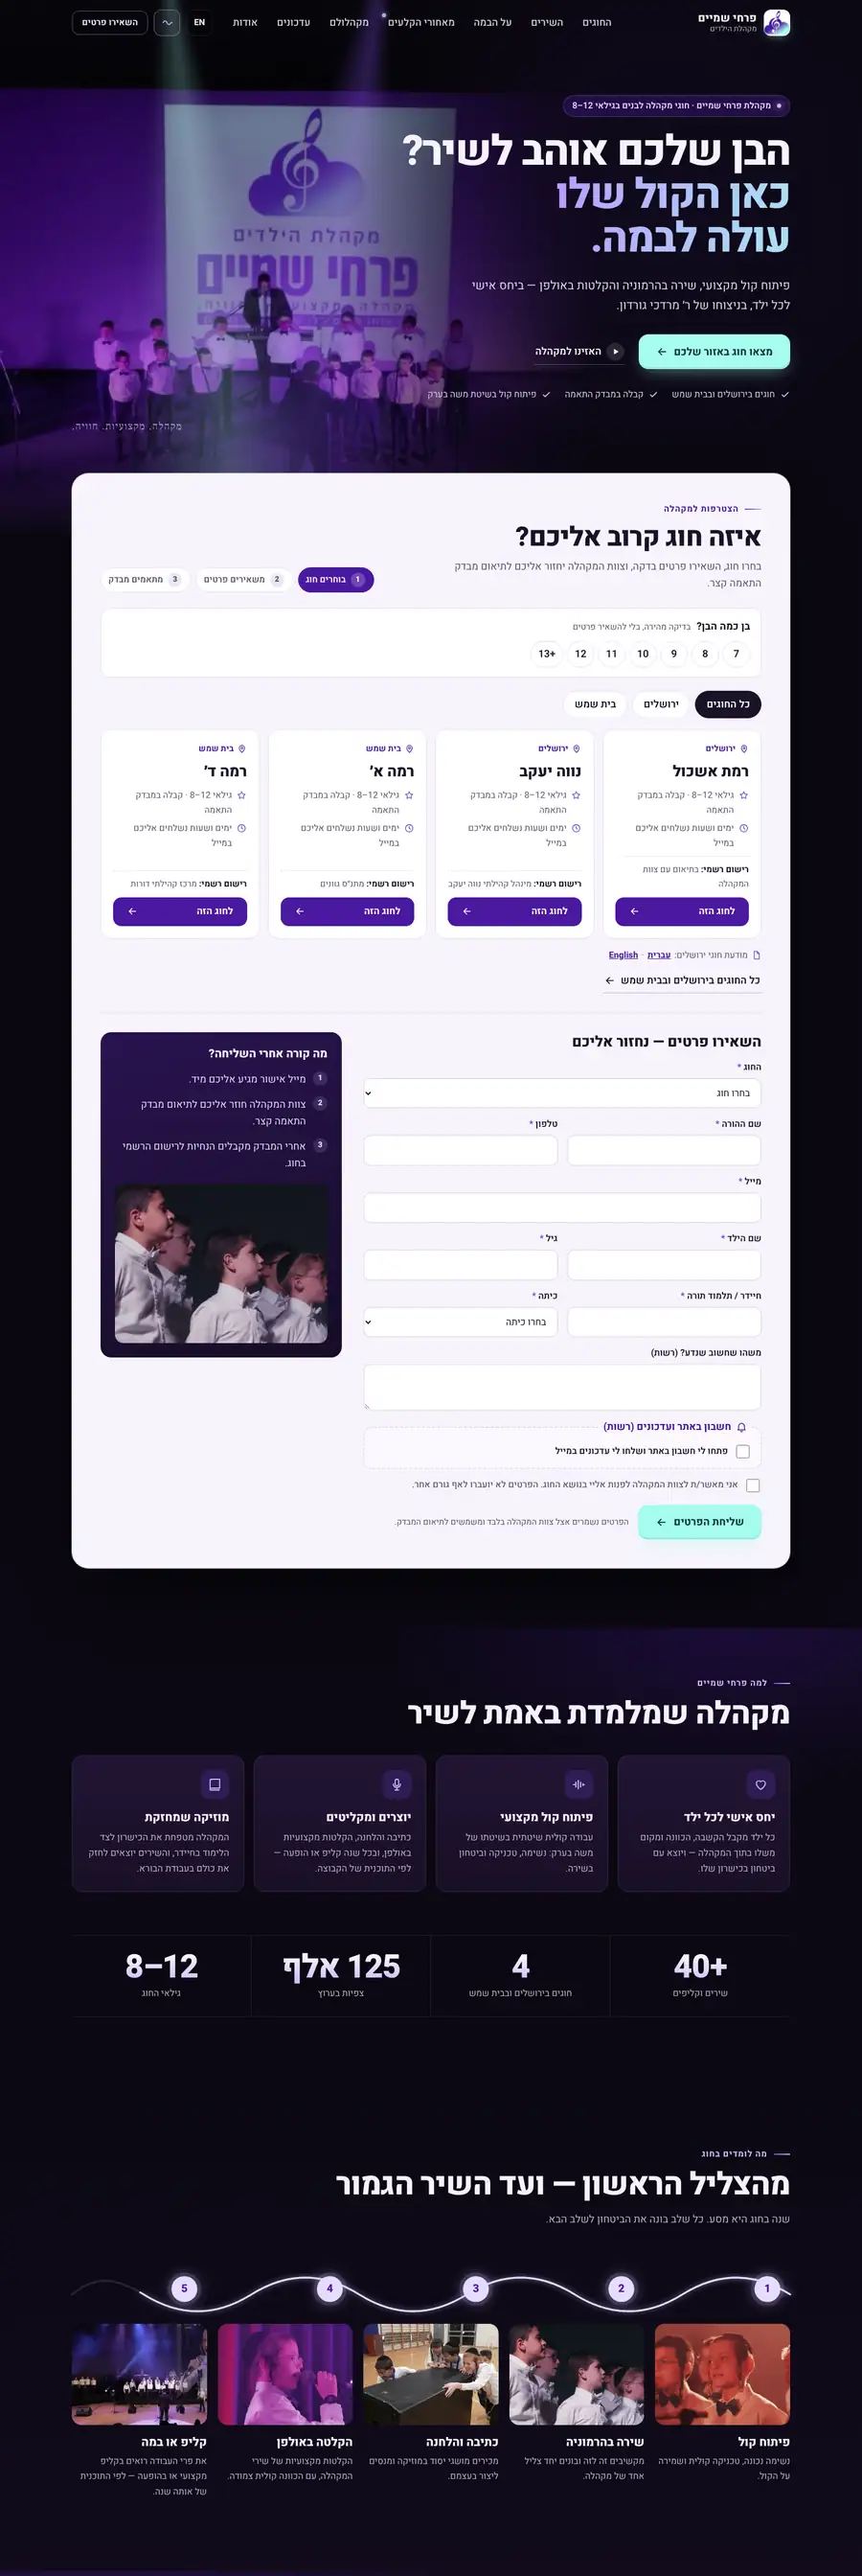 פרחי שמיים
מקהלת הילדים
החוגים
השירים
על הבמה
מאחורי הקלעים
מקהלולם
עדכונים
אודות
EN
השאירו פרטים
מקהלת פרחי שמיים · חוגי מקהלה לבנים בגילאי 8–12
הבן שלכם אוהב לשיר?
כאן הקול שלו
עולה לבמה.
פיתוח קול מקצועי, שירה בהרמוניה והקלטות באולפן — ביחס אישי
לכל ילד, בניצוחו של ר׳ מרדכי גורדון.
מצאו חוג באזור שלכם
האזינו למקהלה
חוגים בירושלים ובבית שמש
קבלה במבדק התאמה
פיתוח קול בשיטת משה בערק
מקהלת הילדים
פרחי שמיים
מקהלה. מקצועיות. חוויה.
הצטרפות למקהלה
איזה חוג קרוב אליכם?
בחרו חוג, השאירו פרטים בדקה, וצוות המקהלה יחזור אליכם לתיאום מבדק
התאמה קצר.
1 בוחרים חוג
2 משאירים פרטים
3 מתאמים מבדק
בן כמה הבן? בדיקה מהירה, בלי להשאיר פרטים
7 8 9 10 11 12 13+
כל החוגים
ירושלים
בית שמש
ירושלים
רמת אשכול
גילאי 8–12 · קבלה במבדק
התאמה
ימים ושעות נשלחים אליכם
במייל
רישום רשמי: בתיאום עם צוות
המקהלה
לחוג הזה
ירושלים
נווה יעקב
גילאי 8–12 · קבלה במבדק
התאמה
ימים ושעות נשלחים אליכם
במייל
רישום רשמי: מינהל קהילתי נווה יעקב
לחוג הזה
בית שמש
רמה א׳
גילאי 8–12 · קבלה במבדק
התאמה
ימים ושעות נשלחים אליכם
במייל
רישום רשמי: מתנ״ס גוונים
לחוג הזה
בית שמש
רמה ד׳
גילאי 8–12 · קבלה במבדק
התאמה
ימים ושעות נשלחים אליכם
במייל
רישום רשמי: מרכז קהילתי דורות
לחוג הזה
מודעת חוגי ירושלים: עברית · English
כל החוגים בירושלים ובבית שמש
השאירו פרטים — נחזור אליכם
החוג *
בחרו חוג
שם ההורה *
טלפון *
מייל *
שם הילד *
גיל *
חיידר / תלמוד תורה *
כיתה *
בחרו כיתה
משהו שחשוב שנדע? (רשות)
חשבון באתר ועדכונים (רשות)
פתחו לי חשבון באתר ושלחו לי עדכונים במייל
אני מאשר/ת לצוות המקהלה לפנות אליי בנושא החוג. הפרטים לא יועברו לאף גורם אחר.
שליחת הפרטים
הפרטים נשמרים אצל צוות המקהלה בלבד ומשמשים לתיאום המבדק.
מה קורה אחרי השליחה?
1 מייל אישור מגיע אליכם מיד.
2 צוות המקהלה חוזר אליכם לתיאום מבדק
התאמה קצר.
3 אחרי המבדק מקבלים הנחיות לרישום הרשמי
בחוג.
למה פרחי שמיים
מקהלה שמלמדת באמת לשיר
יחס אישי לכל ילד
כל ילד מקבל הקשבה, הכוונה ומקום
משלו בתוך המקהלה — ויוצא עם
ביטחון בכישרון שלו.
פיתוח קול מקצועי
עבודה קולית שיטתית בשיטתו של
משה בערק: נשימה, טכניקה וביטחון
בשירה.
יוצרים ומקליטים
כתיבה והלחנה, הקלטות מקצועיות
באולפן, ובכל שנה קליפ או הופעה —
לפי התוכנית של הקבוצה.
מוזיקה שמחזקת
המקהלה מטפחת את הכישרון לצד
הלימוד בחיידר, והשירים יוצאים לחזק
את כולם בעבודת הבורא.
40+
שירים וקליפים
4
חוגים בירושלים ובבית שמש
125 אלף
צפיות בערוץ
8–12
גילאי החוג
מה לומדים בחוג
מהצליל הראשון — ועד השיר הגמור
שנה בחוג היא מסע. כל שלב בונה את הביטחון לשלב הבא.
1 2 3 4 5
פיתוח קול
נשימה נכונה, טכניקה קולית ושמירה
על הקול.
שירה בהרמוניה
מקשיבים זה לזה ובונים יחד צליל
אחד של מקהלה.
כתיבה והלחנה
מכירים מושגי יסוד במוזיקה ומנסים
ליצור בעצמם.
הקלטה באולפן
הקלטות מקצועיות של שירי
המקהלה, עם הכוונה קולית צמודה.
קליפ או במה
את פרי העבודה רואים בקליפ
מקצועי או בהופעה — לפי התוכנית
של אותה שנה.